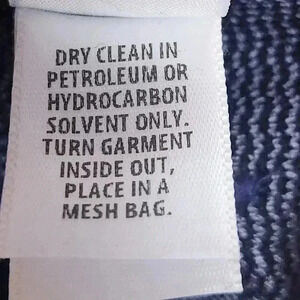 DRY CLEAN IN
PETROLEUM OR
HYDROCARBON
SOLVENT ONLY.
TURN GARMENT
INSIDE OUT,
PLACE IN A
MESH BAG.